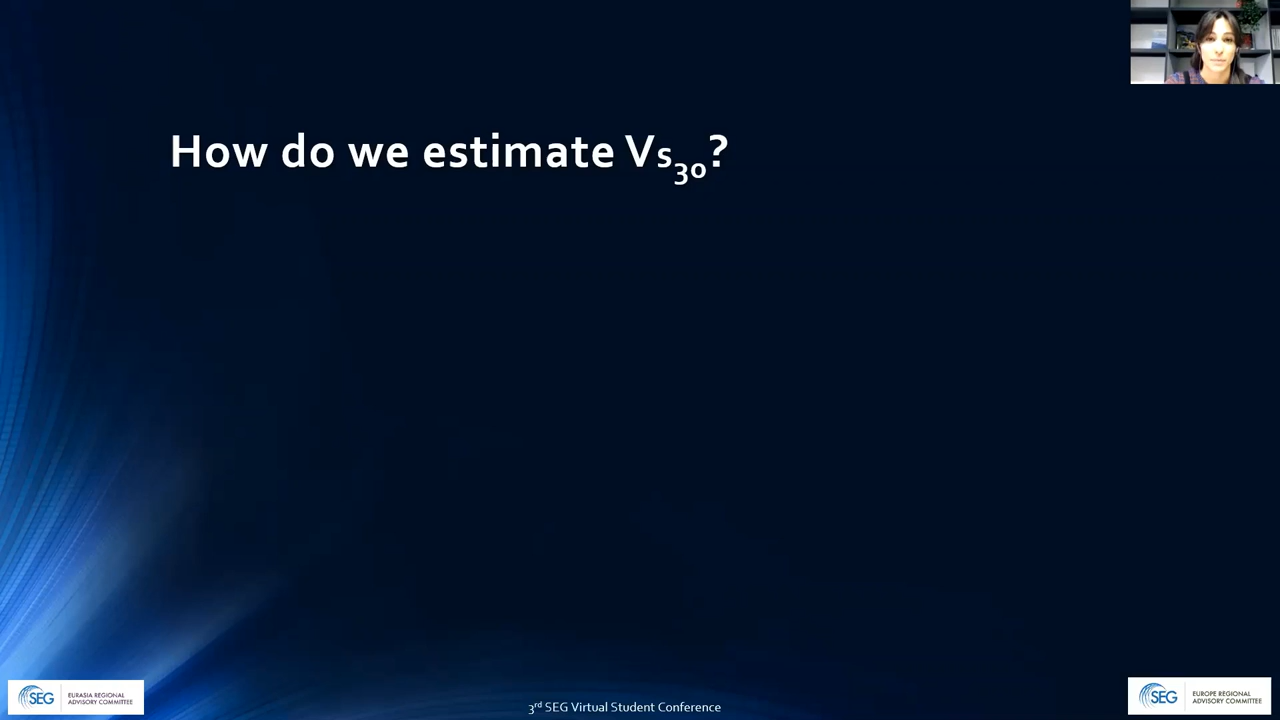 How do we estimate Vs30?
SEG EURASIA REGIONAL
ADVISORY COMMITTEE
3rd SEG Virtual Student Conference
SEG EUROPE REGIONAL
ADVISORY COMMITTEE